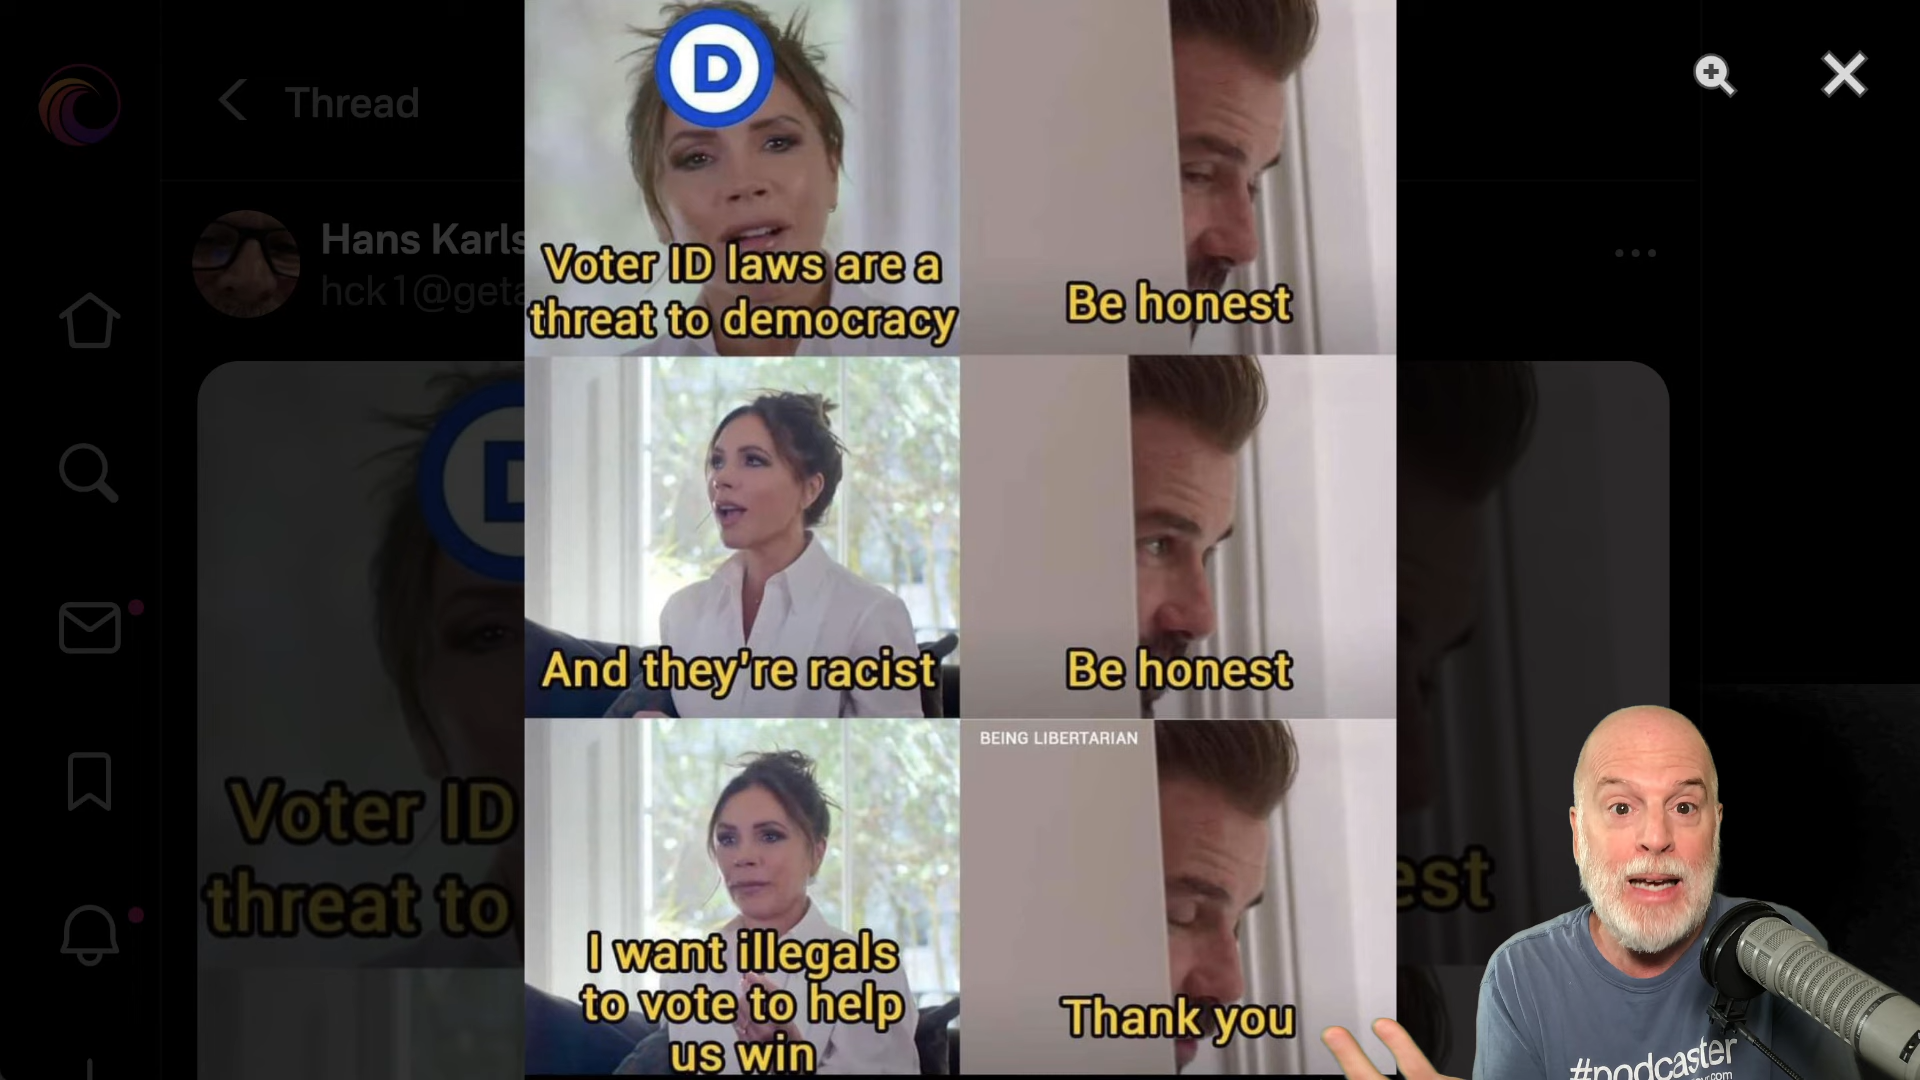 Thread
Hans Karls
hck1@geta
D
Voter ID laws are a
threat to democracy
Be honest
And they're racist
Be honest
BEING LIBERTARIAN
I want illegals
to vote to help
us win
Thank you
Voter ID
threat to
est
#podcaster